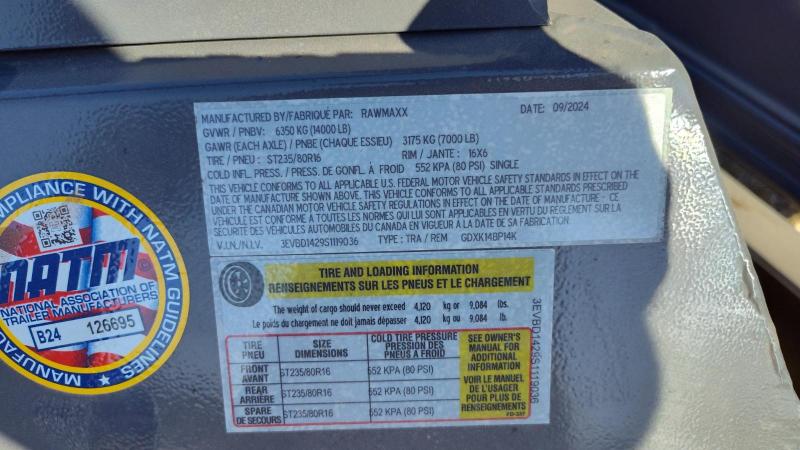 MANUFACTURED BY/FABRIQUÉ PAR: RAWMAXX DATE: 09/2024
GVWR / PNBV: 6350 KG (14000 LB)
GAWR (EACH AXLE) / PNBE (CHAQUE ESSIEU) 3175 KG (7000 LB)
TIRE / PNEU : ST235/80R16 RIM / JANTE : 16X6
COLD INFL. PRESS. / PRESS. DE GONFL. À FROID 552 KPA (80 PSI) SINGLE
THIS VEHICLE CONFORMS TO ALL APPLICABLE U.S. FEDERAL MOTOR VEHICLE SAFETY STANDARDS IN EFFECT ON THE
DATE OF MANUFACTURE SHOWN ABOVE. THIS VEHICLE CONFORMS TO ALL APPLICABLE STANDARDS PRESCRIBED
UNDER THE CANADIAN MOTOR VEHICLE SAFETY REGULATIONS IN EFFECT ON THE DATE OF MANUFACTURE - CE
VÉHICULE EST CONFORME A TOUTES LES NORMES QUI LUI SONT APPLICABLES EN VERTU DU REGLEMENT SUR LA
SÉCURITÉ DES VÉHICULES AUTOMOBILES DU CANADA EN VIGUEUR A LA DATE DE SA FABRICATION.
V.I.N./N.I.V. 3EVBD1429S1119036 TYPE : TRA / REM GDXK14BP14K
COMPLIANCE WITH NATM GUIDELINES
NATM
NATIONAL ASSOCIATION OF
TRAILER MANUFACTURERS
B24 126695
TIRE AND LOADING INFORMATION
RENSEIGNEMENTS SUR LES PNEUS ET LE CHARGEMENT
The weight of cargo should never exceed 4,120 kg or 9,084 lbs.
Le poids du chargement ne doit jamais dépasser 4,120 kg ou 9,084 lb.
TIRE
PNEU
SIZE
DIMENSIONS
COLD TIRE PRESSURE
PRESSION DES
PNEUS A FROID
FRONT
AVANT
ST235/80R16
552 KPA (80 PSI)
REAR
ARRIÈRE
ST235/80R16
552 KPA (80 PSI)
SPARE
DE SECOURS
ST235/80R16
552 KPA (80 PSI)
SEE OWNER'S
MANUAL FOR
ADDITIONAL
INFORMATION
VOIR LE MANUEL
DE L'USAGER
POUR PLUS DE
RENSEIGNEMENTS
3EVBD1429S1119036